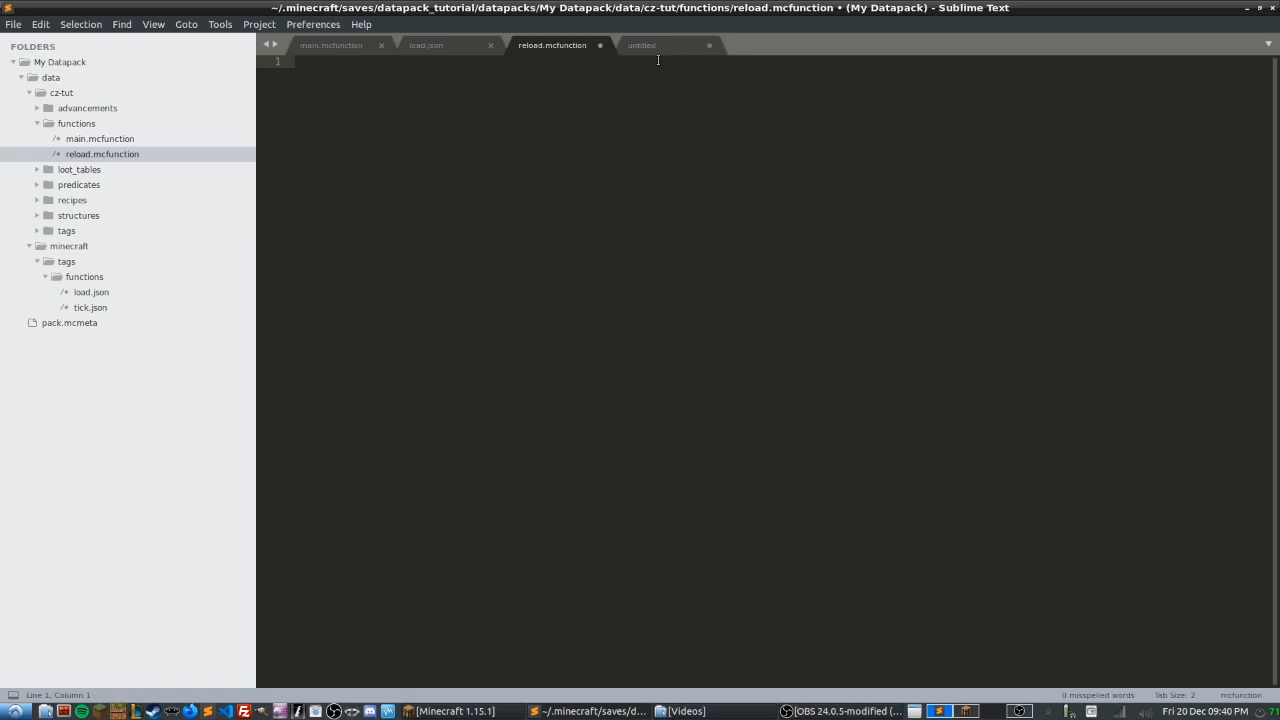 ~/.minecraft/saves/datapack_tutorial/datapacks/My Datapack/data/cz-tut/functions/reload.mcfunction • (My Datapack) - Sublime Text
File Edit Selection Find View Goto Tools Project Preferences Help
FOLDERS
main.mcfunction load.json reload.mcfunction untitled
My Datapack
1
data
cz-tut
advancements
functions
/* main.mcfunction
/* reload.mcfunction
loot_tables
predicates
recipes
structures
tags
minecraft
tags
functions
/* load.json
/* tick.json
pack.mcmeta
Line 1, Column 1 0 misspelled words Tab Size: 2 mcfunction
[Minecraft 1.15.1] ~/.minecraft/saves/d... [Videos] [OBS 24.0.5-modified (... Fri 20 Dec, 09:40 PM 71